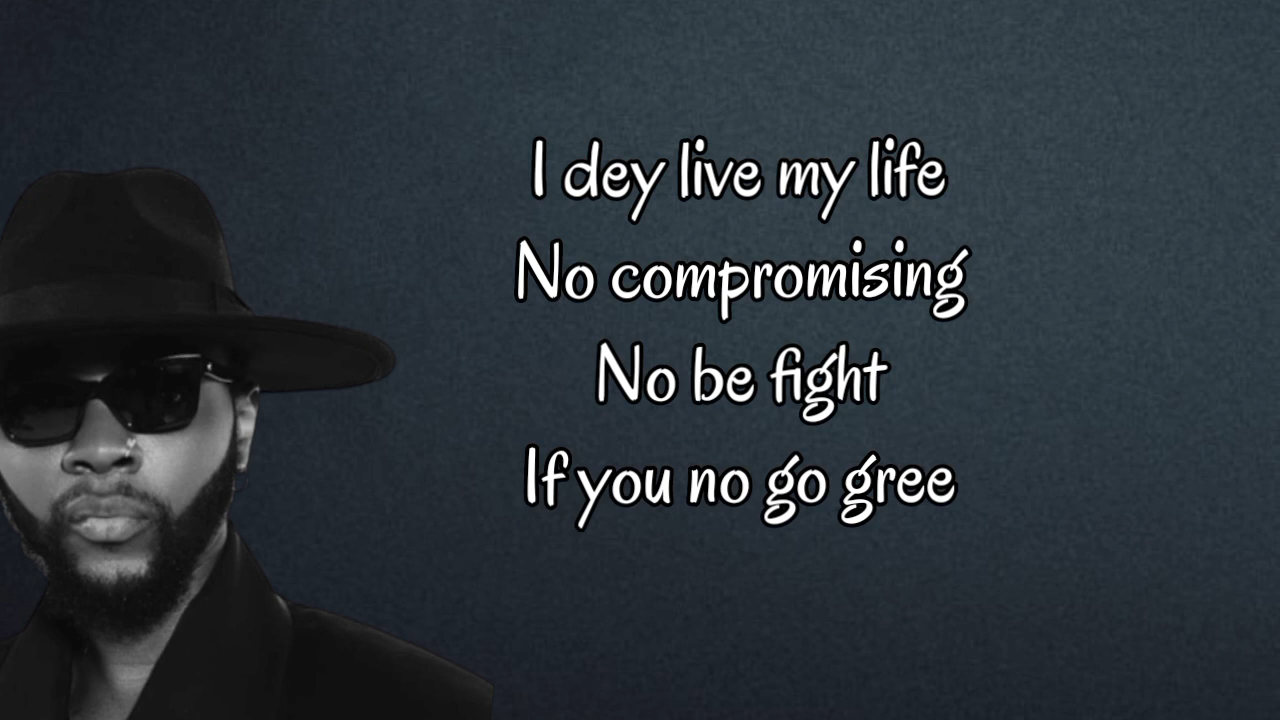 I dey live my life
No compromising
No be fight
If you no go gree